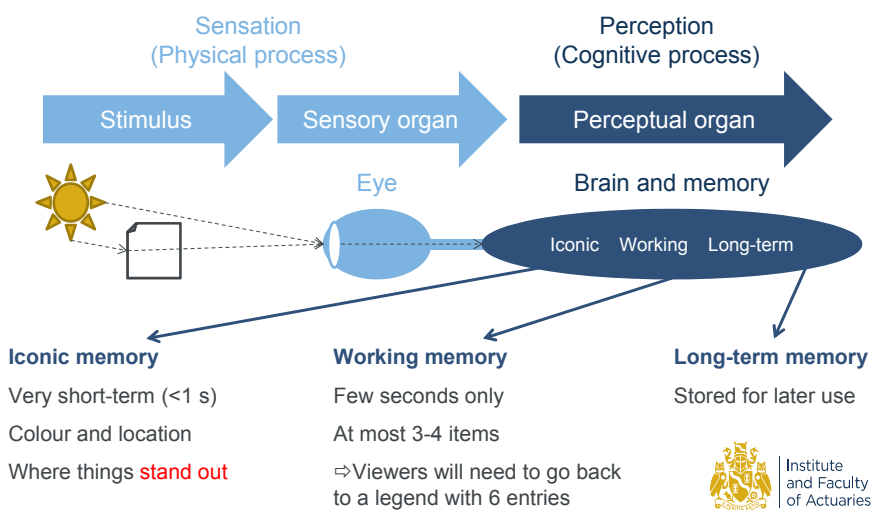 Sensation
(Physical process)
Perception
(Cognitive process)
Stimulus
Sensory organ
Perceptual organ
Eye
Brain and memory
Iconic Working Long-term
Iconic memory
Very short-term (<1 s)
Colour and location
Where things stand out
Working memory
Few seconds only
At most 3-4 items
⇨Viewers will need to go back
to a legend with 6 entries
Long-term memory
Stored for later use
Institute
and Faculty
of Actuaries